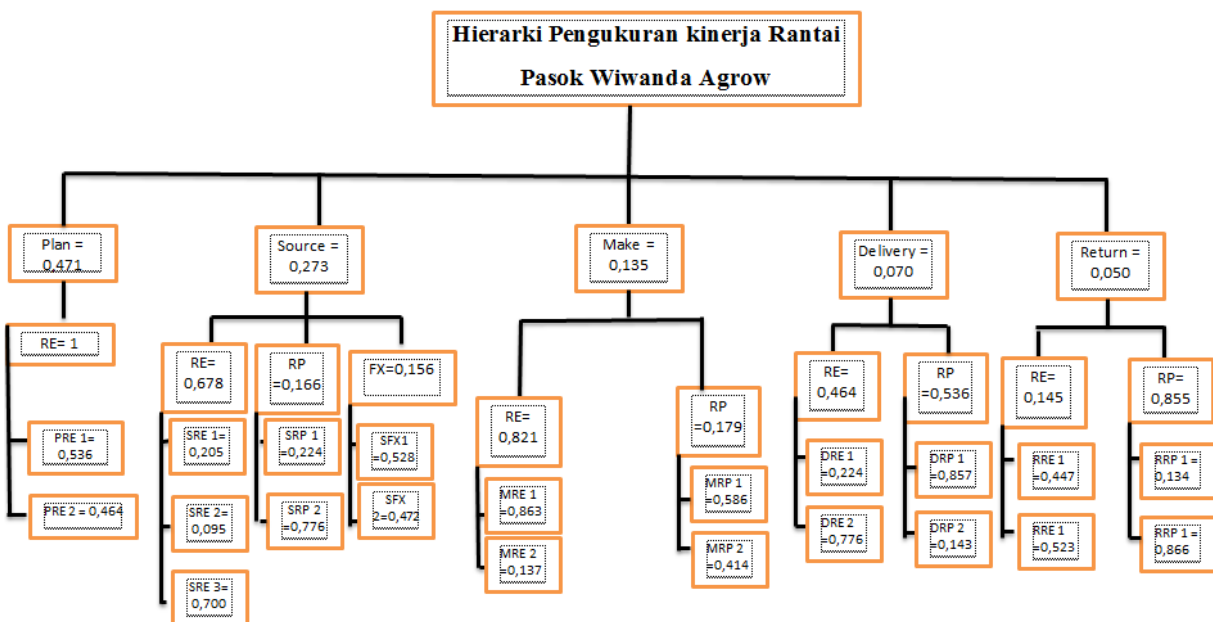 Hierarki Pengukuran kinerja Rantai
Pasok Wiwanda Agrow
Plan =
0,471
Source =
0,273
Make =
0,135
Delivery =
0,070
Return =
0,050
RE= 1
PRE 1=
0,536
PRE 2 = 0,464
RE=
0,678
SRE 1=
0,205
SRE 2=
0,095
SRE 3=
0,700
RP
=0,166
SRP 1
=0,224
SRP 2
=0,776
FX=0,156
SFX1
=0,528
SFX
2=0,472
RE=
0,821
MRE 1
=0,863
MRE 2
=0,137
RP
=0,179
MRP 1
=0,586
MRP 2
=0,414
RE=
0,464
DRE 1
=0,224
DRE 2
=0,776
RP
=0,536
DRP 1
=0,857
DRP 2
=0,143
RE=
0,145
RRE 1
=0,447
RRE 1
=0,523
RP=
0,855
RRP 1 =
0,134
RRP 1 =
0,866